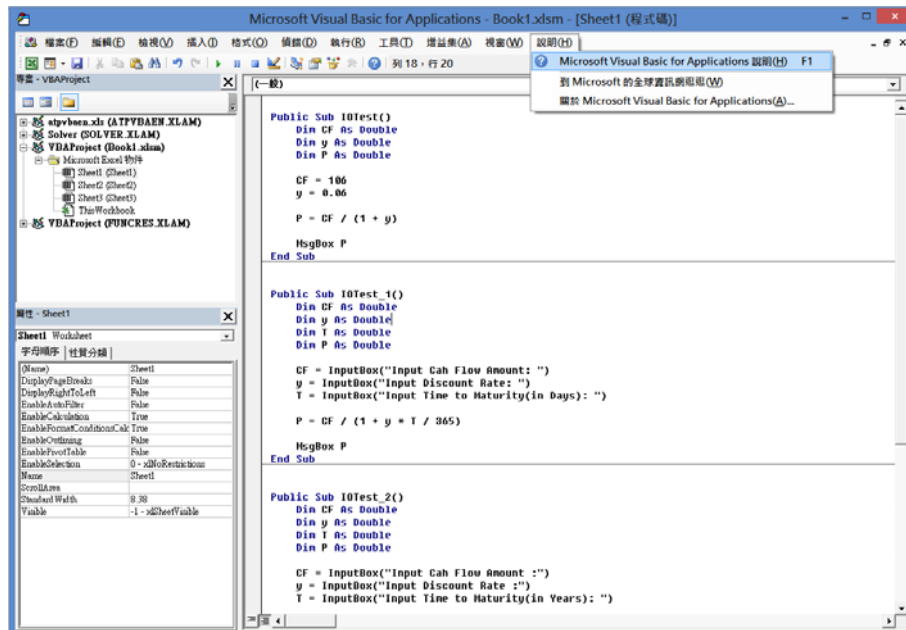 Microsoft Visual Basic for Applications - Book1.xlsm - [Sheet1 (程式碼)]
檔案(F) 編輯(E) 檢視(V) 插入(I) 格式(O) 偵錯(D) 執行(R) 工具(T) 增益集(A) 視窗(W) 說明(H)
列 18，行 20
Microsoft Visual Basic for Applications 說明(H) F1
到 Microsoft 的全球資訊網逛逛(W)
關於 Microsoft Visual Basic for Applications(A)...
專案 - VBAProject
atpvbaen.xls (ATPVBAEN.XLAM)
Solver (SOLVER.XLAM)
VBAProject (Book1.xlsm)
Microsoft Excel 物件
Sheet1 (Sheet1)
Sheet2 (Sheet2)
Sheet3 (Sheet3)
ThisWorkbook
VBAProject (FUNCRES.XLAM)
屬性 - Sheet1
Sheet1 Worksheet
字母順序 性質分類
(Name) Sheet1
DisplayPageBreaks False
DisplayRightToLeft False
EnableAutoFilter False
EnableCalculation True
EnableFormatConditionsCalc True
EnableOutlining False
EnablePivotTable False
EnableSelection 0 - xlNoRestrictions
Name Sheet1
ScrollArea
Standard Width 8.38
Visible -1 - xlSheetVisible
(一般)
Public Sub IOTest()
Dim CF As Double
Dim y As Double
Dim P As Double
CF = 106
y = 0.06
P = CF / (1 + y)
MsgBox P
End Sub
Public Sub IOTest_1()
Dim CF As Double
Dim y As Double
Dim T As Double
Dim P As Double
CF = InputBox("Input Cah Flow Amount: ")
y = InputBox("Input Discount Rate: ")
T = InputBox("Input Time to Maturity(in Days): ")
P = CF / (1 + y * T / 365)
MsgBox P
End Sub
Public Sub IOTest_2()
Dim CF As Double
Dim y As Double
Dim T As Double
Dim P As Double
CF = InputBox("Input Cah Flow Amount :")
y = InputBox("Input Discount Rate :")
T = InputBox("Input Time to Maturity(in Years): ")